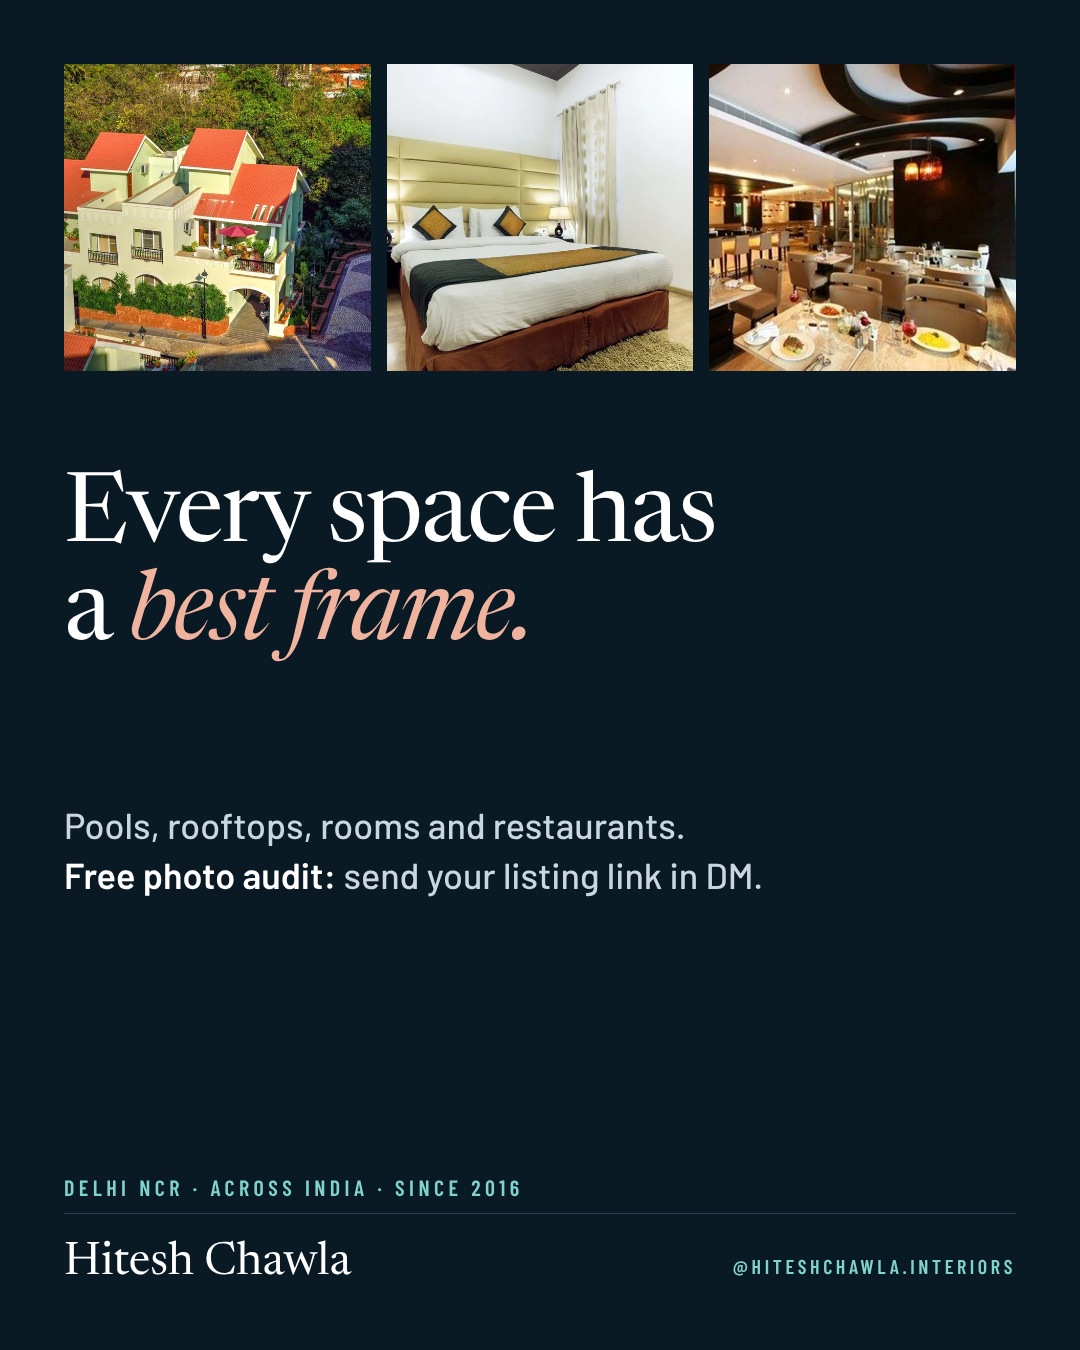 Every space has
a best frame.
Pools, rooftops, rooms and restaurants.
Free photo audit: send your listing link in DM.
DELHI NCR · ACROSS INDIA · SINCE 2016
Hitesh Chawla
@HITESHCHAWLA.INTERIORS